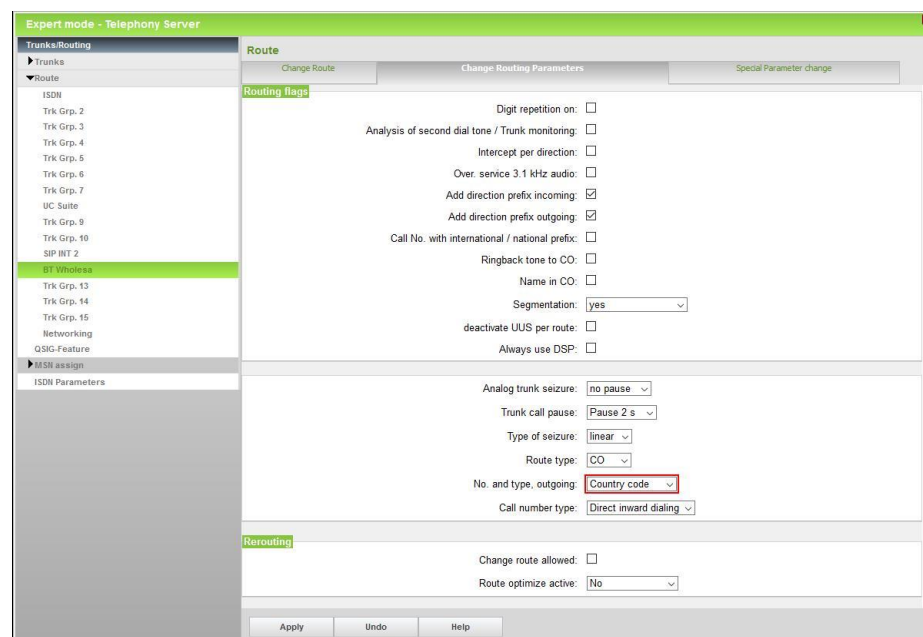 Expert mode - Telephony Server
Trunks/Routing
Trunks
Route
ISDN
Trk Grp. 2
Trk Grp. 3
Trk Grp. 4
Trk Grp. 5
Trk Grp. 6
Trk Grp. 7
UC Suite
Trk Grp. 9
Trk Grp. 10
SIP INT 2
BT Wholesa
Trk Grp. 13
Trk Grp. 14
Trk Grp. 15
Networking
QSIG-Feature
MSN assign
ISDN Parameters
Route
Change Route Change Routing Parameters Special Parameter change
Routing flags
Digit repetition on:
Analysis of second dial tone / Trunk monitoring:
Intercept per direction:
Over. service 3.1 kHz audio:
Add direction prefix incoming:
Add direction prefix outgoing:
Call No. with international / national prefix:
Ringback tone to CO:
Name in CO:
Segmentation: yes
deactivate UUS per route:
Always use DSP:
Analog trunk seizure: no pause
Trunk call pause: Pause 2 s
Type of seizure: linear
Route type: CO
No. and type, outgoing: Country code
Call number type: Direct inward dialing
Rerouting
Change route allowed:
Route optimize active: No
Apply Undo Help